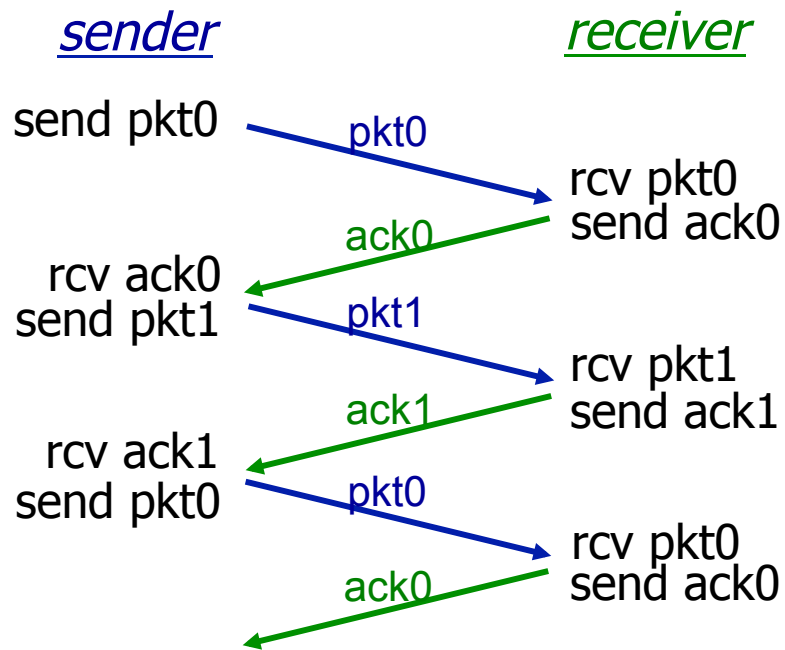 sender
receiver
send pkt0
pkt0
rcv pkt0
send ack0
ack0
rcv ack0
send pkt1
pkt1
rcv pkt1
send ack1
ack1
rcv ack1
send pkt0
pkt0
rcv pkt0
send ack0
ack0